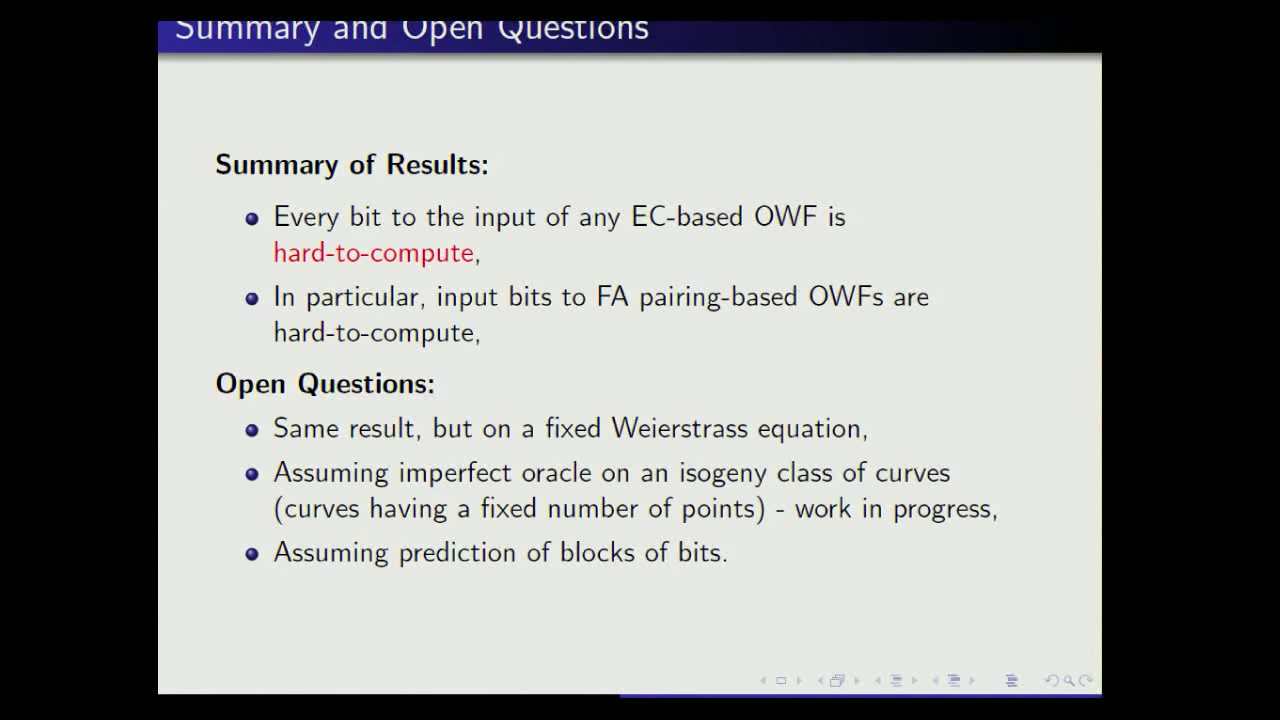 Summary and Open Questions
Summary of Results:
Every bit to the input of any EC-based OWF is
hard-to-compute,
In particular, input bits to FA pairing-based OWFs are
hard-to-compute,
Open Questions:
Same result, but on a fixed Weierstrass equation,
Assuming imperfect oracle on an isogeny class of curves
(curves having a fixed number of points) - work in progress,
Assuming prediction of blocks of bits.